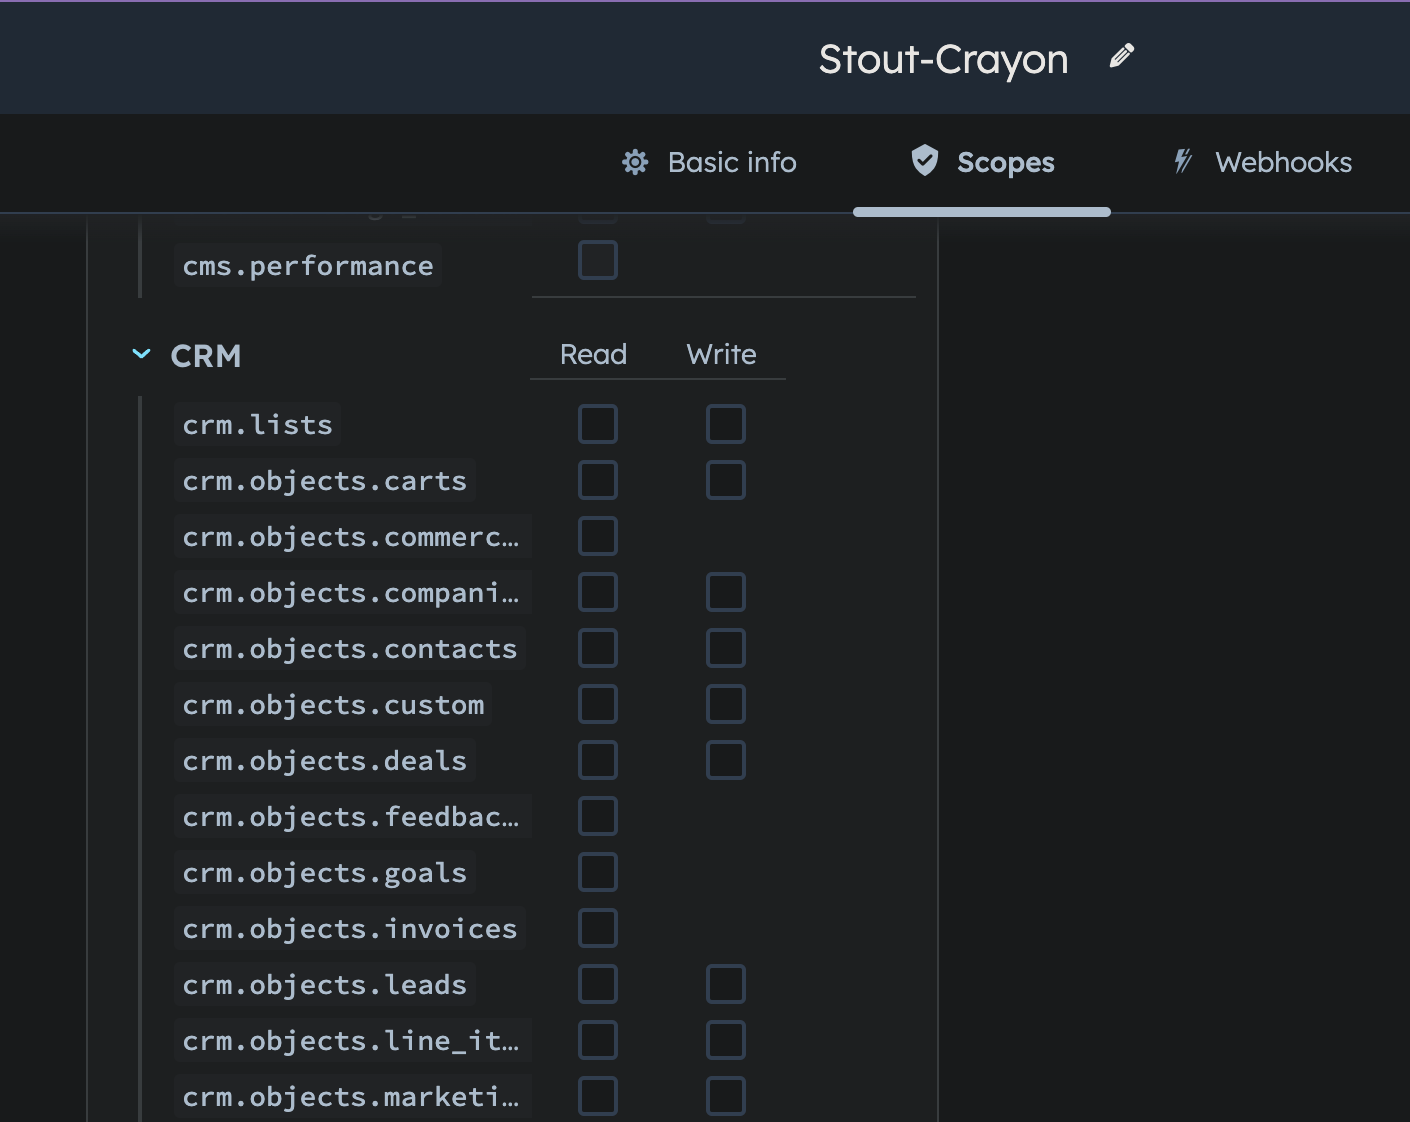 Stout-Crayon
Basic info
Scopes
Webhooks
cms.performance
CRM Read Write
crm.lists
crm.objects.carts
crm.objects.commerc…
crm.objects.compani…
crm.objects.contacts
crm.objects.custom
crm.objects.deals
crm.objects.feedbac…
crm.objects.goals
crm.objects.invoices
crm.objects.leads
crm.objects.line_it…
crm.objects.marketi…